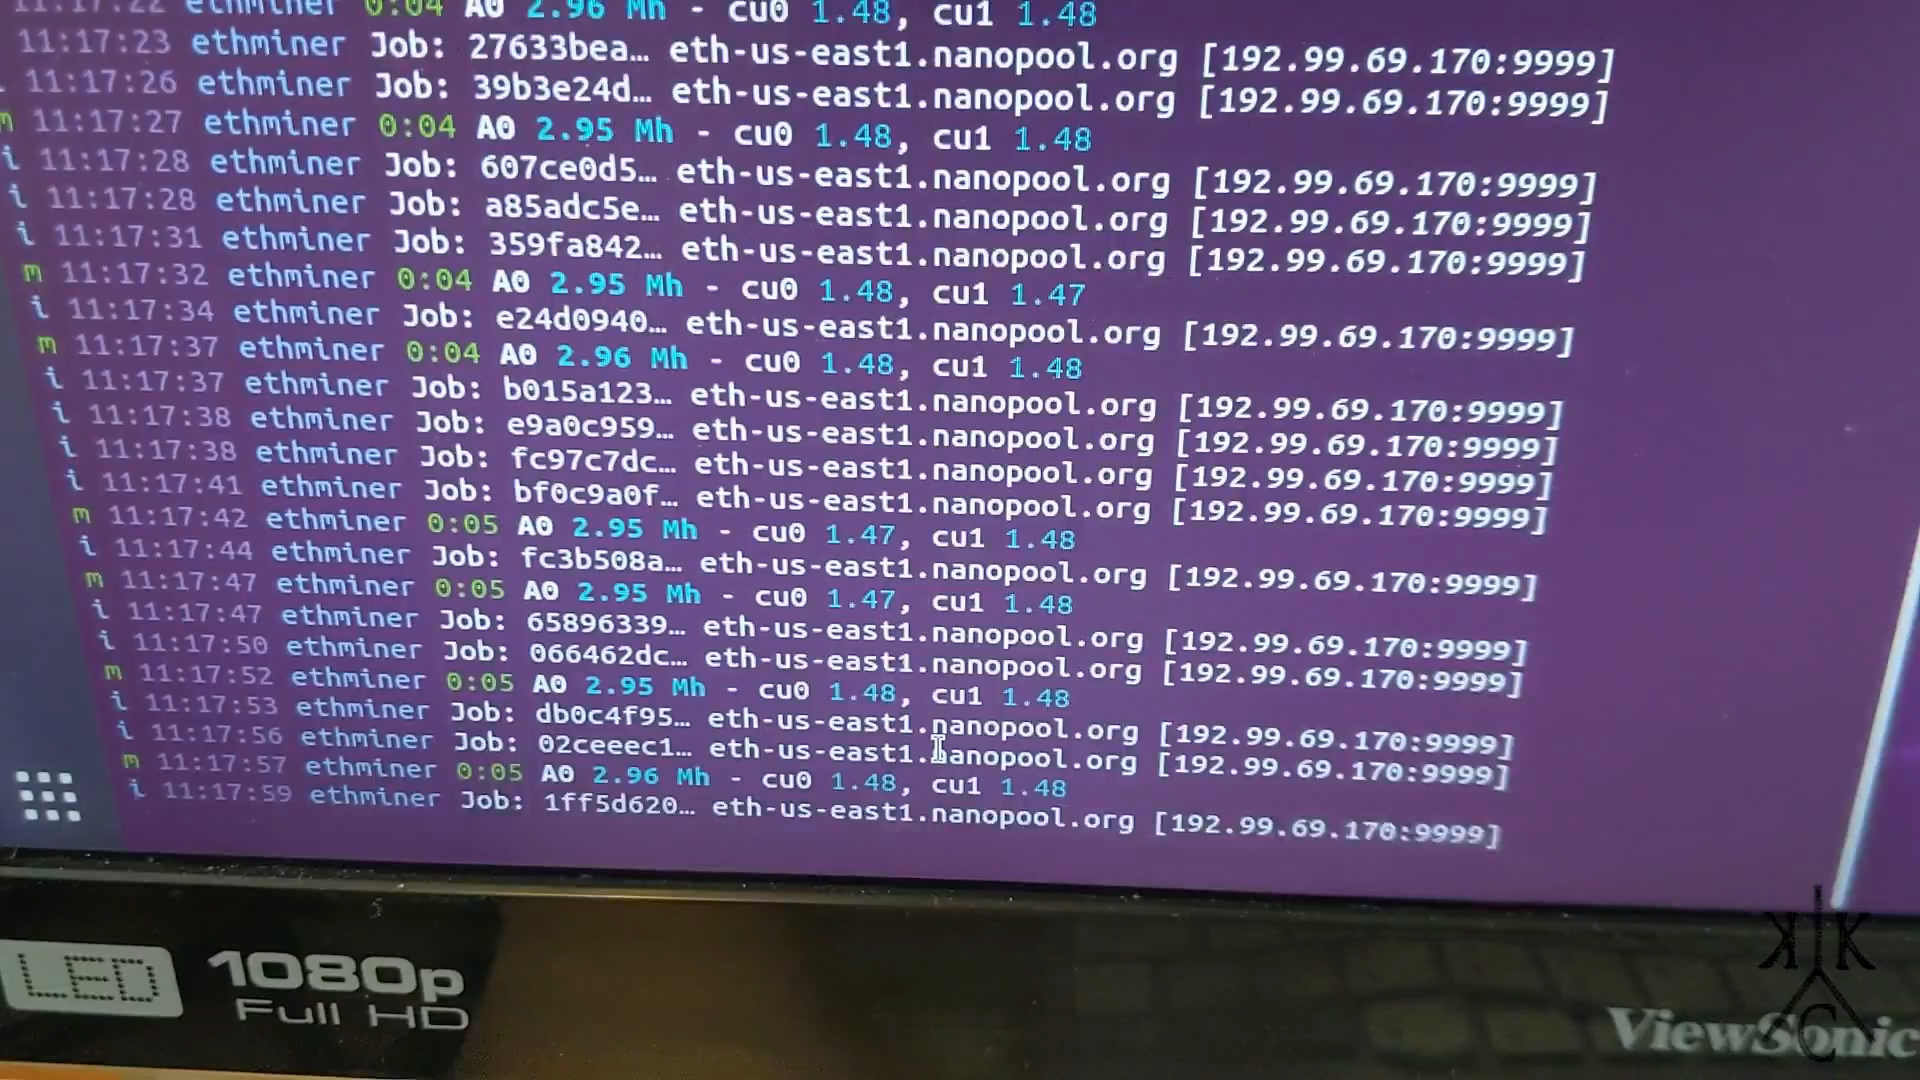 11:17:22 ethminer 0:04 A0 2.96 Mh - cu0 1.48, cu1 1.48
11:17:23 ethminer Job: 27633bea… eth-us-east1.nanopool.org [192.99.69.170:9999]
i 11:17:26 ethminer Job: 39b3e24d… eth-us-east1.nanopool.org [192.99.69.170:9999]
m 11:17:27 ethminer 0:04 A0 2.95 Mh - cu0 1.48, cu1 1.48
i 11:17:28 ethminer Job: 607ce0d5… eth-us-east1.nanopool.org [192.99.69.170:9999]
i 11:17:28 ethminer Job: a85adc5e… eth-us-east1.nanopool.org [192.99.69.170:9999]
i 11:17:31 ethminer Job: 359fa842… eth-us-east1.nanopool.org [192.99.69.170:9999]
m 11:17:32 ethminer 0:04 A0 2.95 Mh - cu0 1.48, cu1 1.47
i 11:17:34 ethminer Job: e24d0940… eth-us-east1.nanopool.org [192.99.69.170:9999]
m 11:17:37 ethminer 0:04 A0 2.96 Mh - cu0 1.48, cu1 1.48
i 11:17:37 ethminer Job: b015a123… eth-us-east1.nanopool.org [192.99.69.170:9999]
i 11:17:38 ethminer Job: e9a0c959… eth-us-east1.nanopool.org [192.99.69.170:9999]
i 11:17:38 ethminer Job: fc97c7dc… eth-us-east1.nanopool.org [192.99.69.170:9999]
i 11:17:41 ethminer Job: bf0c9a0f… eth-us-east1.nanopool.org [192.99.69.170:9999]
m 11:17:42 ethminer 0:05 A0 2.95 Mh - cu0 1.47, cu1 1.48
i 11:17:44 ethminer Job: fc3b508a… eth-us-east1.nanopool.org [192.99.69.170:9999]
m 11:17:47 ethminer 0:05 A0 2.95 Mh - cu0 1.47, cu1 1.48
i 11:17:47 ethminer Job: 65896339… eth-us-east1.nanopool.org [192.99.69.170:9999]
i 11:17:50 ethminer Job: 066462dc… eth-us-east1.nanopool.org [192.99.69.170:9999]
m 11:17:52 ethminer 0:05 A0 2.95 Mh - cu0 1.48, cu1 1.48
i 11:17:53 ethminer Job: db0c4f95… eth-us-east1.nanopool.org [192.99.69.170:9999]
i 11:17:56 ethminer Job: 02ceeec1… eth-us-east1.nanopool.org [192.99.69.170:9999]
m 11:17:57 ethminer 0:05 A0 2.96 Mh - cu0 1.48, cu1 1.48
i 11:17:59 ethminer Job: 1ff5d620… eth-us-east1.nanopool.org [192.99.69.170:9999]
LED 1080p
Full HD
ViewSonic
K K
C